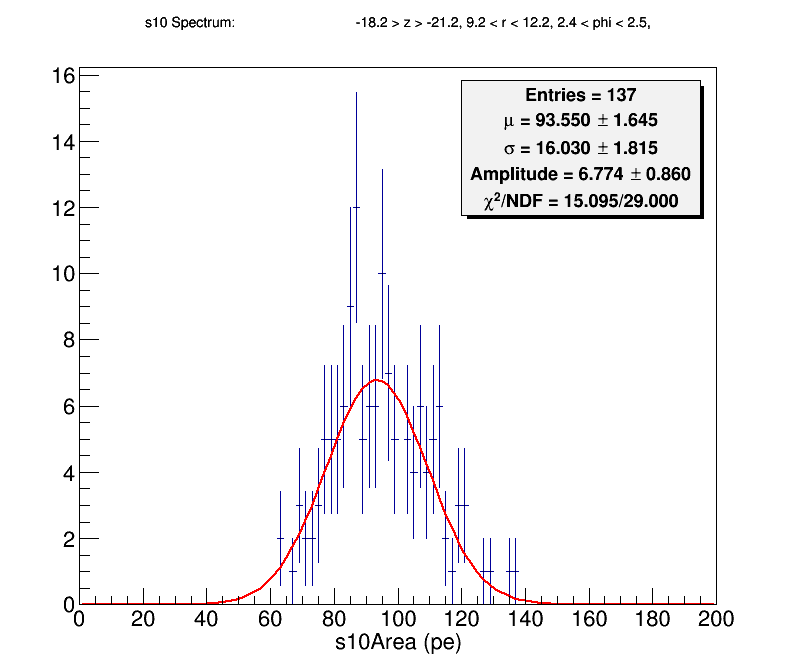 s10 Spectrum: -18.2 > z > -21.2, 9.2 < r < 12.2, 2.4 < phi < 2.5,
Entries = 137
μ = 93.550 ± 1.645
σ = 16.030 ± 1.815
Amplitude = 6.774 ± 0.860
χ²/NDF = 15.095/29.000
16
14
12
10
8
6
4
2
0
0 20 40 60 80 100 120 140 160 180 200
s10Area (pe)